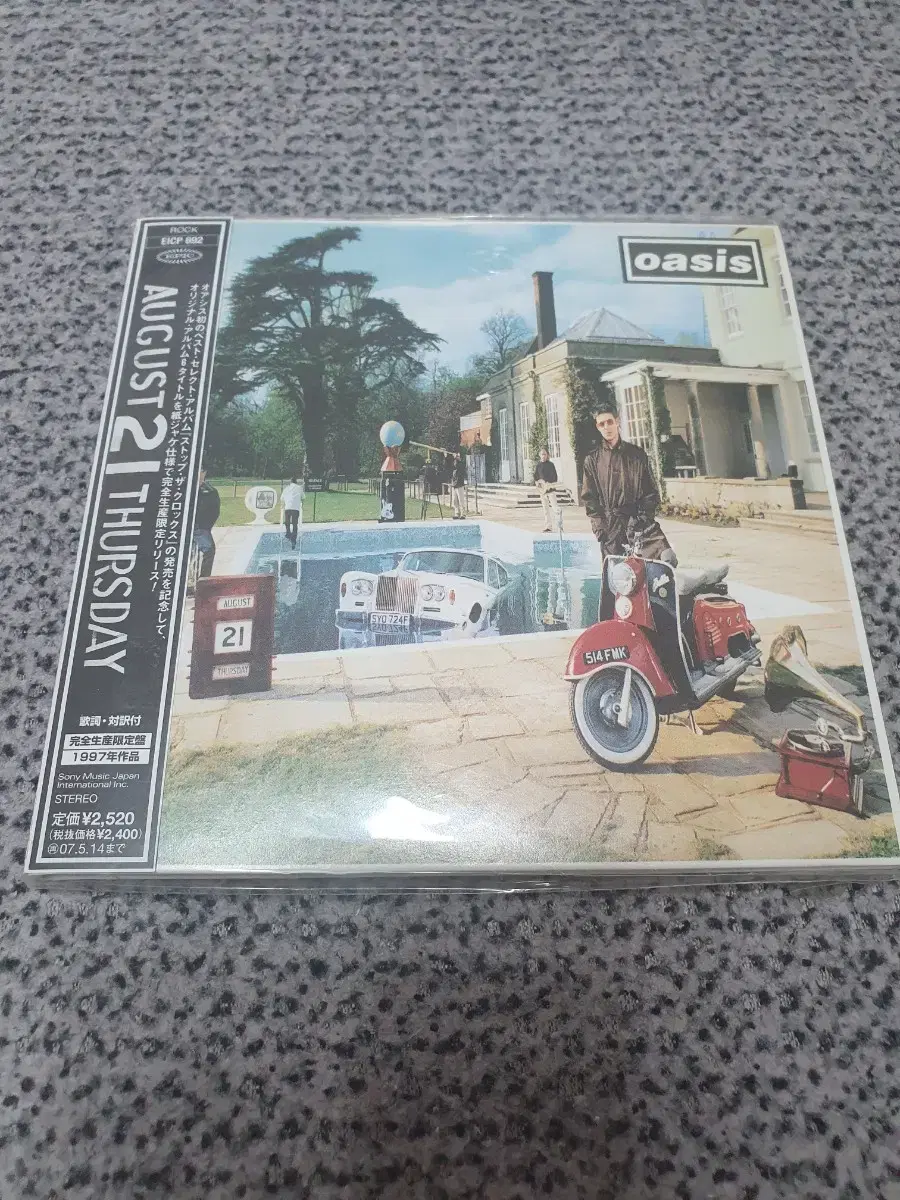 ROCK
EICP 692
EPIC
AUGUST 21 THURSDAY
オアシス初のベスト・セレクト・アルバム「ストップ・ザ・クロックス」の発売を記念して、
オリジナル・アルバム6タイトルを紙ジャケ仕様で完全生産限定リリース!
歌詞・対訳付
完全生産限定盤
1997年作品
Sony Music Japan
International Inc.
STEREO
定価¥2,520
(税抜価格¥2,400)
07.5.14まで
oasis
AUGUST
21
THURSDAY
SYO 724F
514 FMK